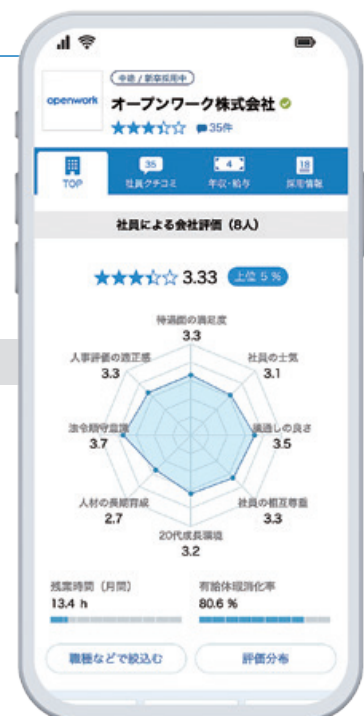 中途 / 新卒採用中
openwork
オープンワーク株式会社
35件
35
4
18
TOP
社員クチコミ
年収・給与
採用情報
社員による会社評価（8人）
3.33 上位 5 %
待遇面の満足度
3.3
人事評価の適正感
3.3
社員の士気
3.1
法令順守意識
3.7
風通しの良さ
3.5
人材の長期育成
2.7
社員の相互尊重
3.3
20代成長環境
3.2
残業時間（月間）
13.4 h
有給休暇消化率
80.6 %
職種などで絞込む
評価分布